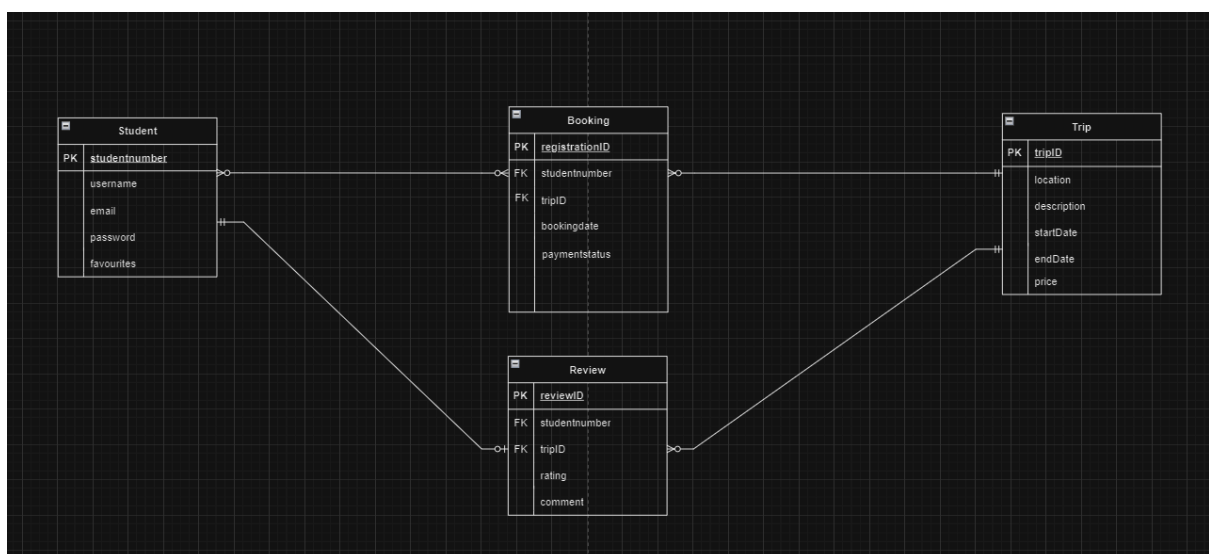 Student
PK studentnumber
username
email
password
favourites
Booking
PK registrationID
FK studentnumber
FK tripID
bookingdate
paymentstatus
Trip
PK tripID
location
description
startDate
endDate
price
Review
PK reviewID
FK studentnumber
FK tripID
rating
comment